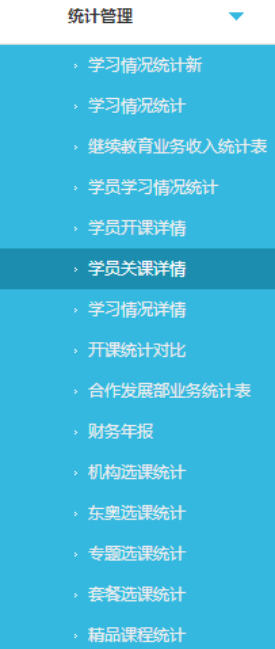 统计管理
学习情况统计新
学习情况统计
继续教育业务收入统计表
学员学习情况统计
学员开课详情
学员关课详情
学习情况详情
开课统计对比
合作发展部业务统计表
财务年报
机构选课统计
东奥选课统计
专题选课统计
套餐选课统计
精品课程统计